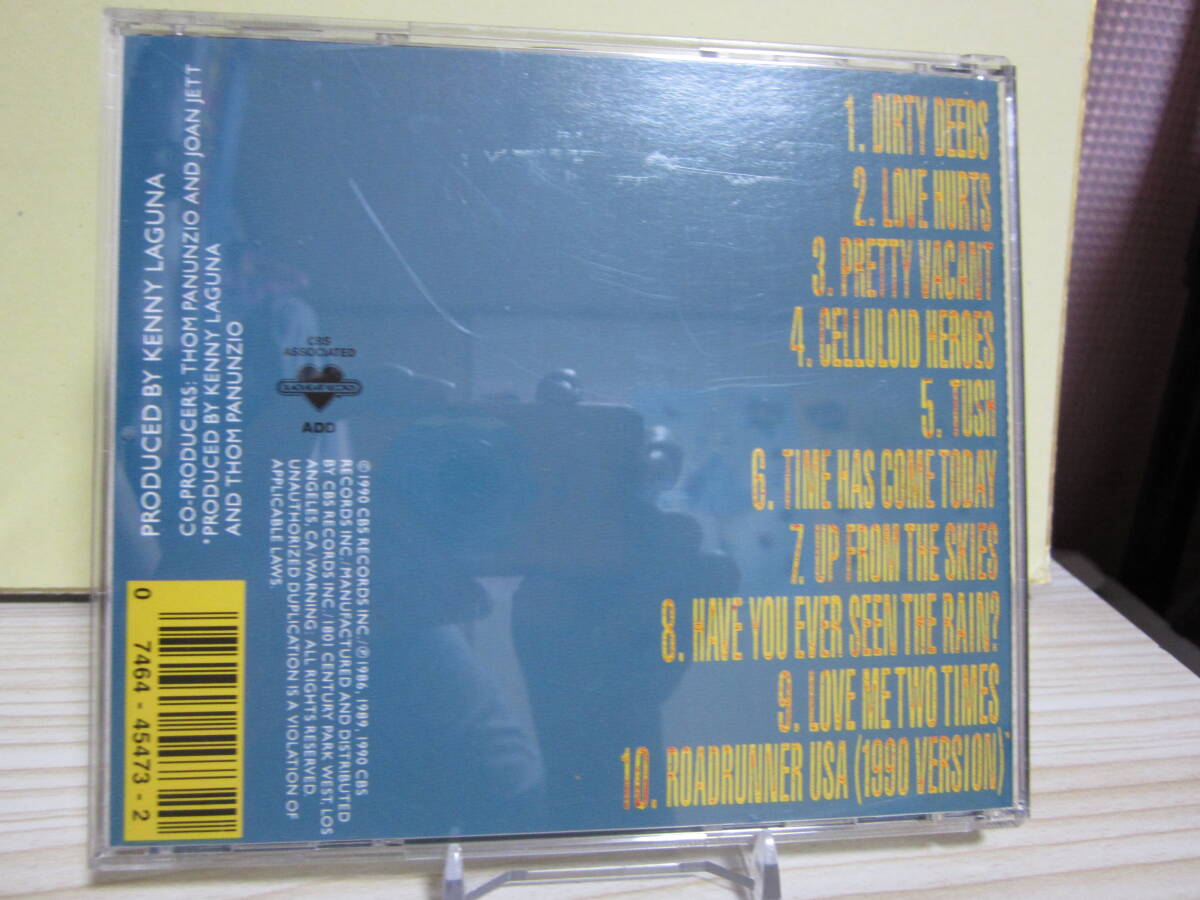 1. DIRTY DEEDS
2. LOVE HURTS
3. PRETTY VACANT
4. CELLULOID HEROES
5. TUSH
6. TIME HAS COME TODAY
7. UP FROM THE SKIES
8. HAVE YOU EVER SEEN THE RAIN?
9. LOVE ME TWO TIMES
10. ROADRUNNER USA (1990 VERSION)*
PRODUCED BY KENNY LAGUNA
CO-PRODUCERS: THOM PANUNZIO AND JOAN JETT
*PRODUCED BY KENNY LAGUNA
AND THOM PANUNZIO
CBS
ASSOCIATED
BLACKHEART RECORDS
ADD
©1990 CBS RECORDS INC./℗1986, 1989, 1990 CBS
RECORDS INC./MANUFACTURED AND DISTRIBUTED
BY CBS RECORDS INC./1801 CENTURY PARK WEST, LOS
ANGELES, CA/WARNING: ALL RIGHTS RESERVED.
UNAUTHORIZED DUPLICATION IS A VIOLATION OF
APPLICABLE LAWS.
0 7464-45473-2